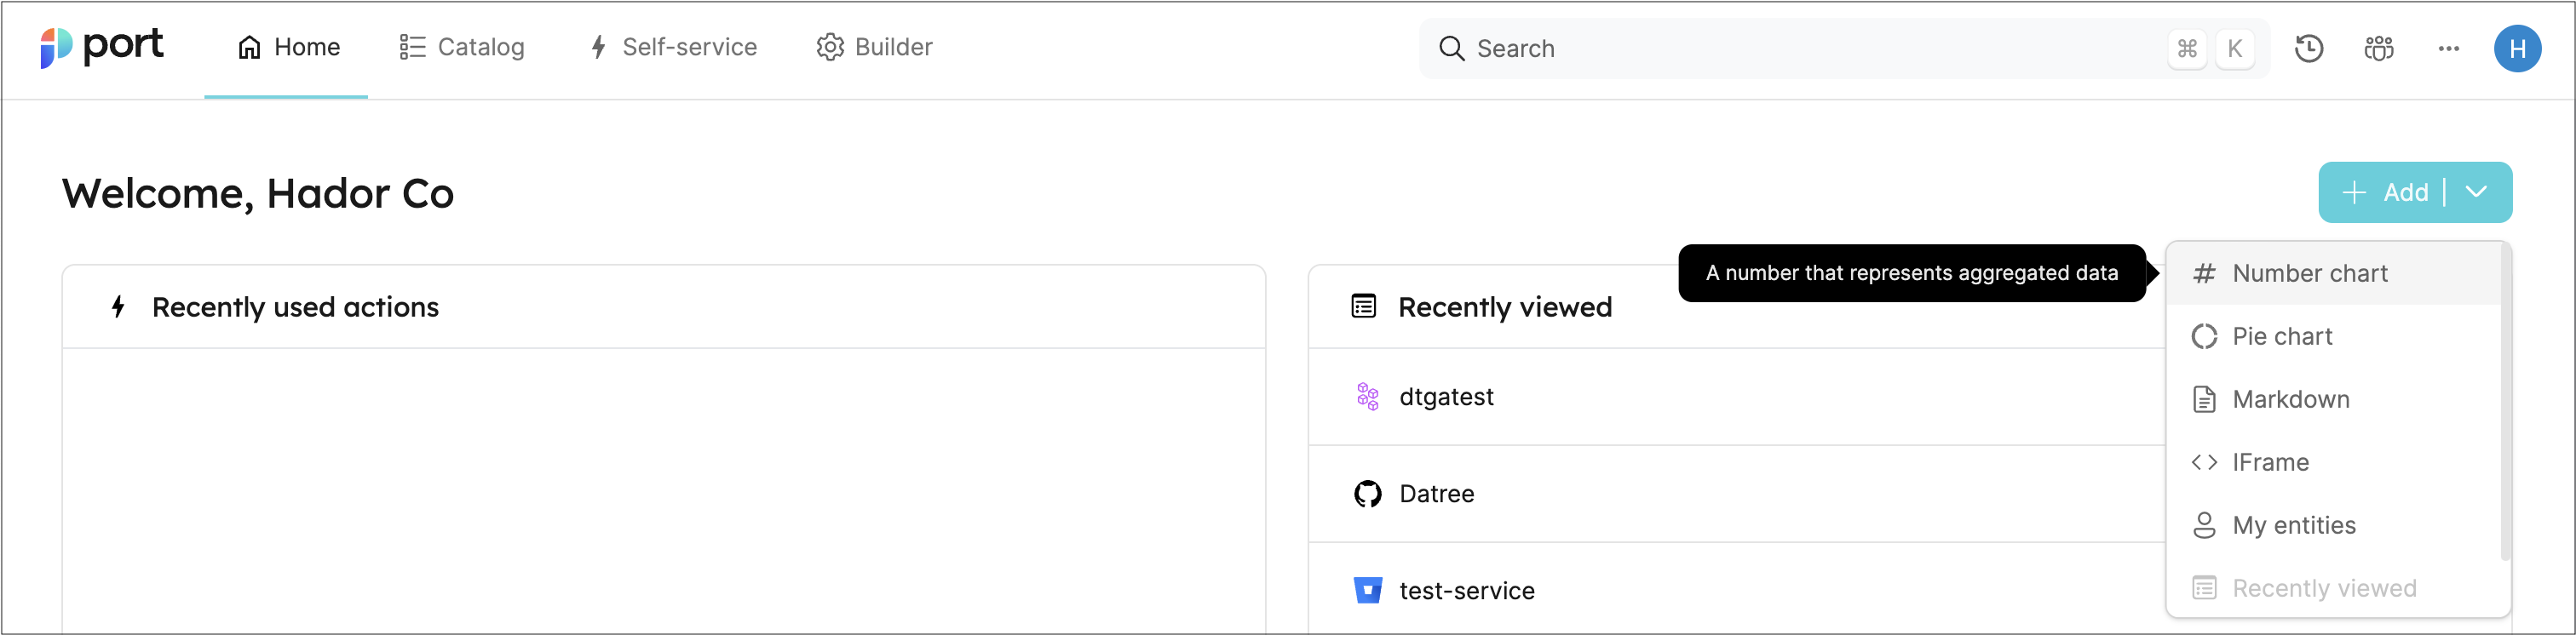 port
Home
Catalog
Self-service
Builder
Search
⌘
K
H
Welcome, Hador Co
Add
A number that represents aggregated data
Number chart
Recently used actions
Recently viewed
Pie chart
dtgatest
Markdown
IFrame
Datree
My entities
test-service
Recently viewed